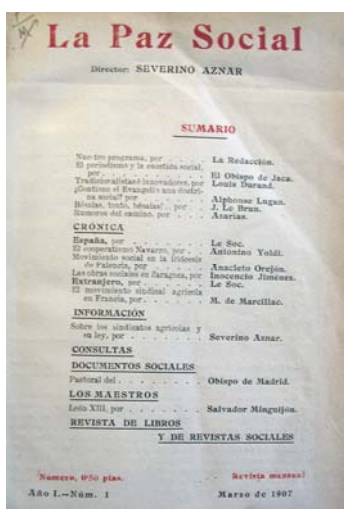 La Paz Social
Director: SEVERINO AZNAR
SUMARIO
Nuestro programa, por . . . . La Redacción.
El periodismo y la cuestión social,
por . . . . . . . El Obispo de Jaca.
Tradicionalistas é innovadores, por Louis Durand.
¿Contiene el Evangelio una doctri-
na social? por . . . . . Alphonse Lugan.
tonto, . por . . . J. Le Brun.
Rumores del camino, por . . . Azarias.
CRÓNICA
España, por . . . . . . Le Soc.
El cooperatismo Navarro, por . . Antonino Yoldi.
Movimiento social en la diócesis
de Palencia, por . . . . Anacleto Orejón.
Las obras sociales en Zaragoza, por Inocencio Jiménez.
Extranjero, por . . . . . Le Soc.
El movimiento sindical agrícola
en Francia, por . . . . . M. de Marcillac.
INFORMACIÓN
Sobre los sindicatos agrícolas y
su ley, por . . . . . . Severino Aznar.
CONSULTAS
DOCUMENTOS SOCIALES
Pastoral del . . . . . . Obispo de Madrid.
LOS MAESTROS
León XIII, por . . . . . Salvador Minguijón.
REVISTA DE LIBROS
Y DE REVISTAS SOCIALES
Número, 0'50 ptas. Revista mensual
Año I.—Núm. 1 Marzo de 1907